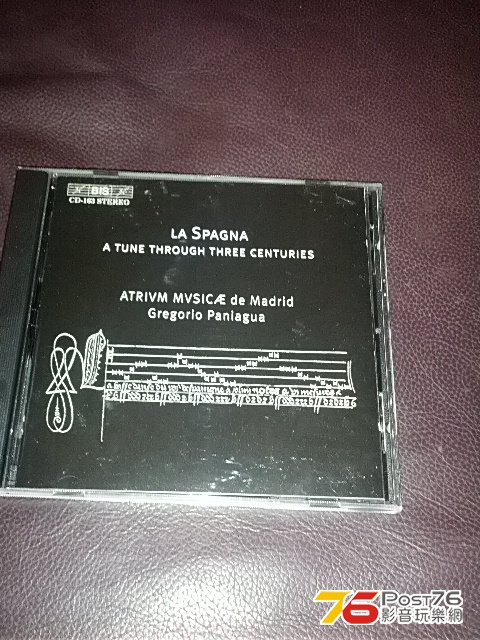 BIS
CD-163 STEREO
LA SPAGNA
A TUNE THROUGH THREE CENTURIES
ATRIVM MVSICÆ de Madrid
Gregorio Paniagua
76 POST76
影音玩樂網